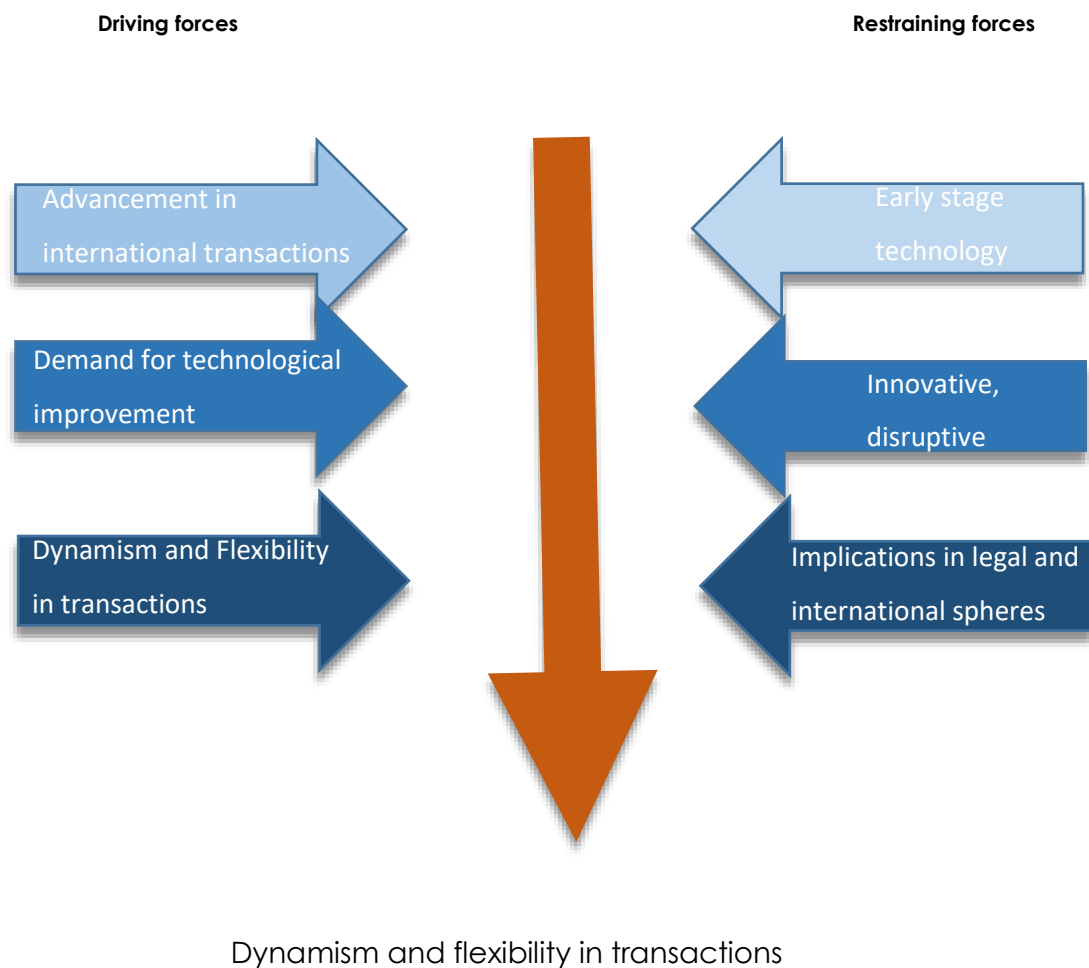 Driving forces
Restraining forces
Advancement in
international transactions
Early stage
technology
Demand for technological
improvement
Innovative,
disruptive
Dynamism and Flexibility
in transactions
Implications in legal and
international spheres
Dynamism and flexibility in transactions